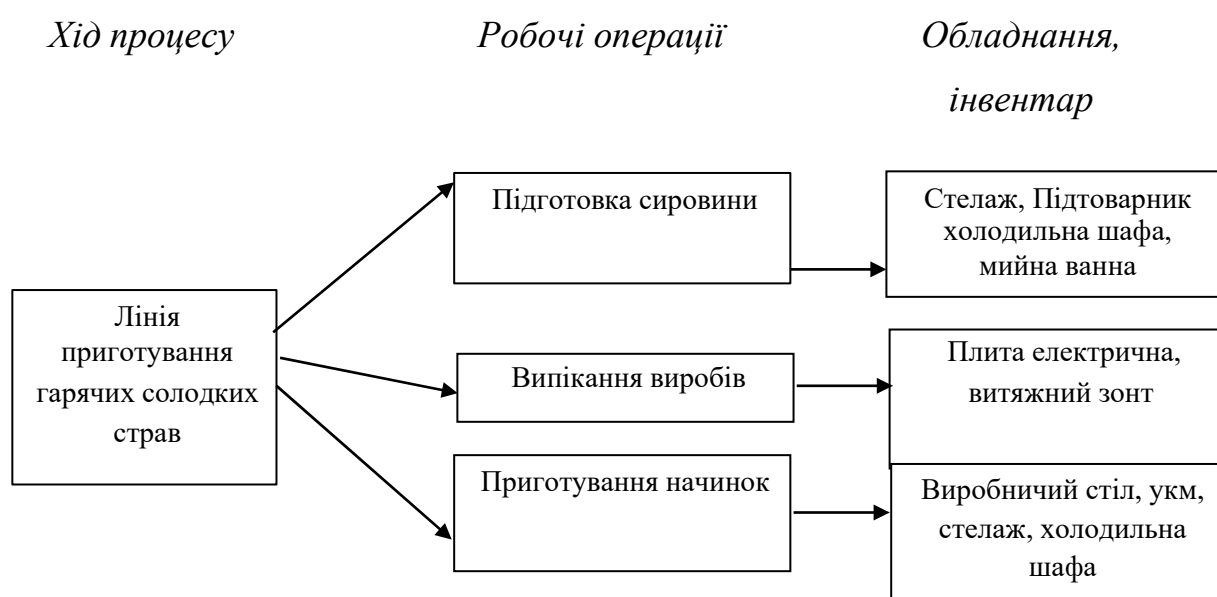 Хід процесу
Робочі операції
Обладнання,
інвентар
Лінія
приготування
гарячих солодких
страв
Підготовка сировини
Стелаж, Підтоварник
холодильна шафа,
мийна ванна
Випікання виробів
Плита електрична,
витяжний зонт
Приготування начинок
Виробничий стіл, укм,
стелаж, холодильна
шафа